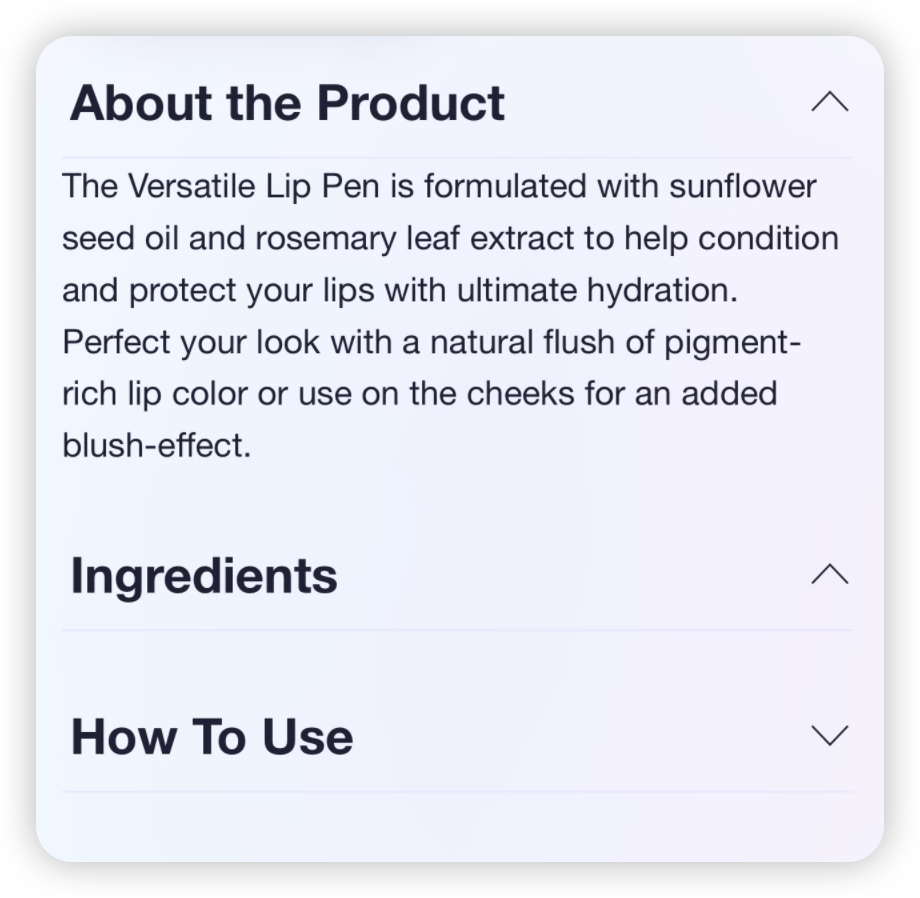 About the Product
The Versatile Lip Pen is formulated with sunflower
seed oil and rosemary leaf extract to help condition
and protect your lips with ultimate hydration.
Perfect your look with a natural flush of pigment-
rich lip color or use on the cheeks for an added
blush-effect.
Ingredients
How To Use